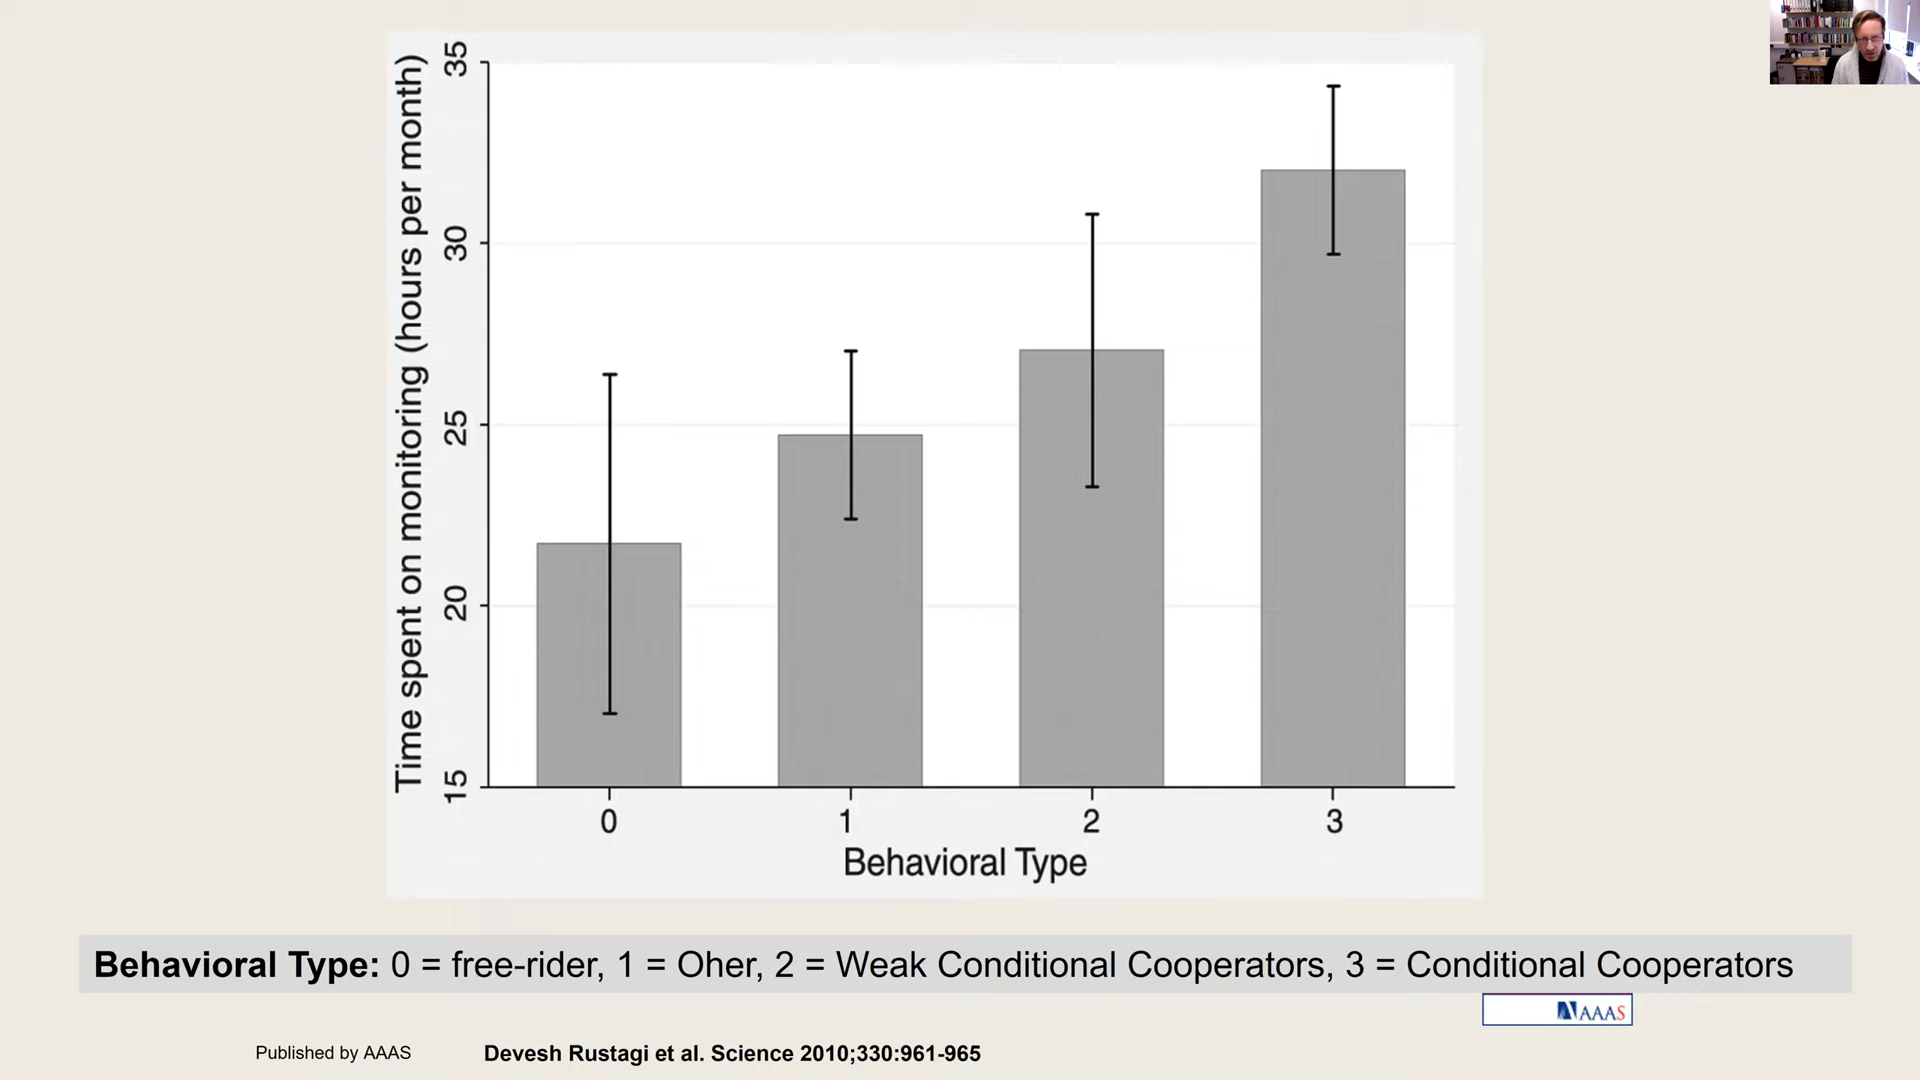 Time spent on monitoring (hours per month)
35
30
25
20
15
0 1 2 3
Behavioral Type
Behavioral Type: 0 = free-rider, 1 = Oher, 2 = Weak Conditional Cooperators, 3 = Conditional Cooperators
AAAS
Published by AAAS
Devesh Rustagi et al. Science 2010;330:961-965